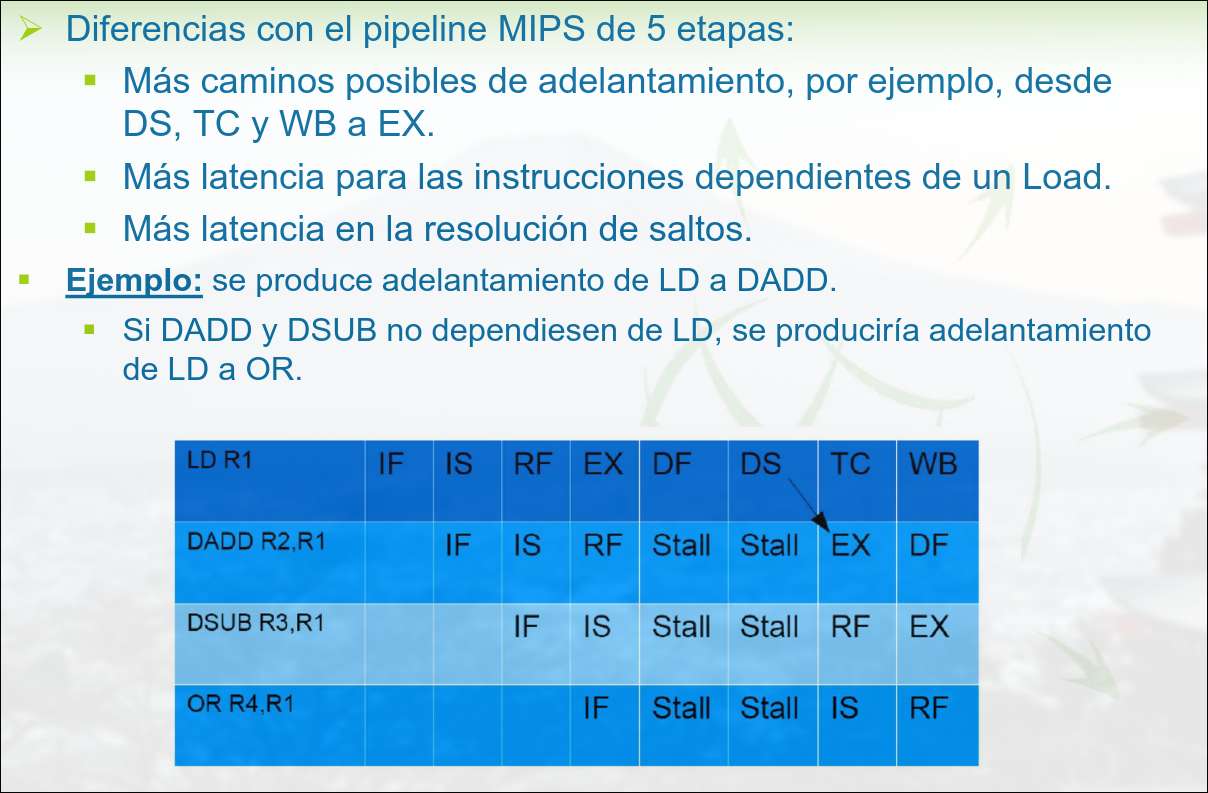 Diferencias con el pipeline MIPS de 5 etapas:
Más caminos posibles de adelantamiento, por ejemplo, desde
DS, TC y WB a EX.
Más latencia para las instrucciones dependientes de un Load.
Más latencia en la resolución de saltos.
Ejemplo: se produce adelantamiento de LD a DADD.
Si DADD y DSUB no dependiesen de LD, se produciría adelantamiento
de LD a OR.
LD R1 IF IS RF EX DF DS TC WB
DADD R2,R1 IF IS RF Stall Stall EX DF
DSUB R3,R1 IF IS Stall Stall RF EX
OR R4,R1 IF Stall Stall IS RF